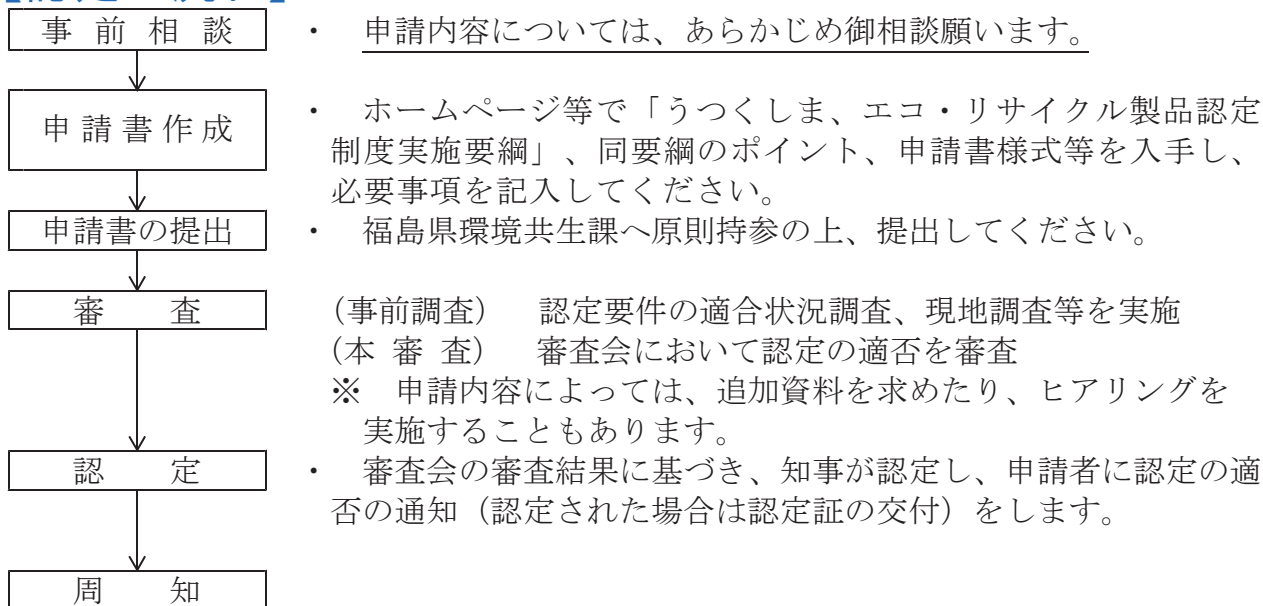 事前相談
・　申請内容については、あらかじめ御相談願います。
申請書作成
・　ホームページ等で「うつくしま、エコ・リサイクル製品認定
制度実施要綱」、同要綱のポイント、申請書様式等を入手し、
必要事項を記入してください。
申請書の提出
・　福島県環境共生課へ原則持参の上、提出してください。
審　査
(事前調査)　認定要件の適合状況調査、現地調査等を実施
(本 審 査)　審査会において認定の適否を審査
※　申請内容によっては、追加資料を求めたり、ヒアリングを
実施することもあります。
認　定
・　審査会の審査結果に基づき、知事が認定し、申請者に認定の適
否の通知（認定された場合は認定証の交付）をします。
周　知